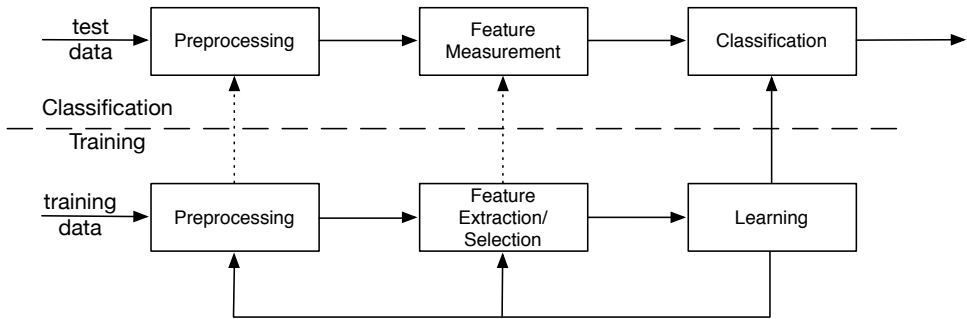 test
data
Preprocessing
Feature
Measurement
Classification
Classification
Training
training
data
Preprocessing
Feature
Extraction/
Selection
Learning